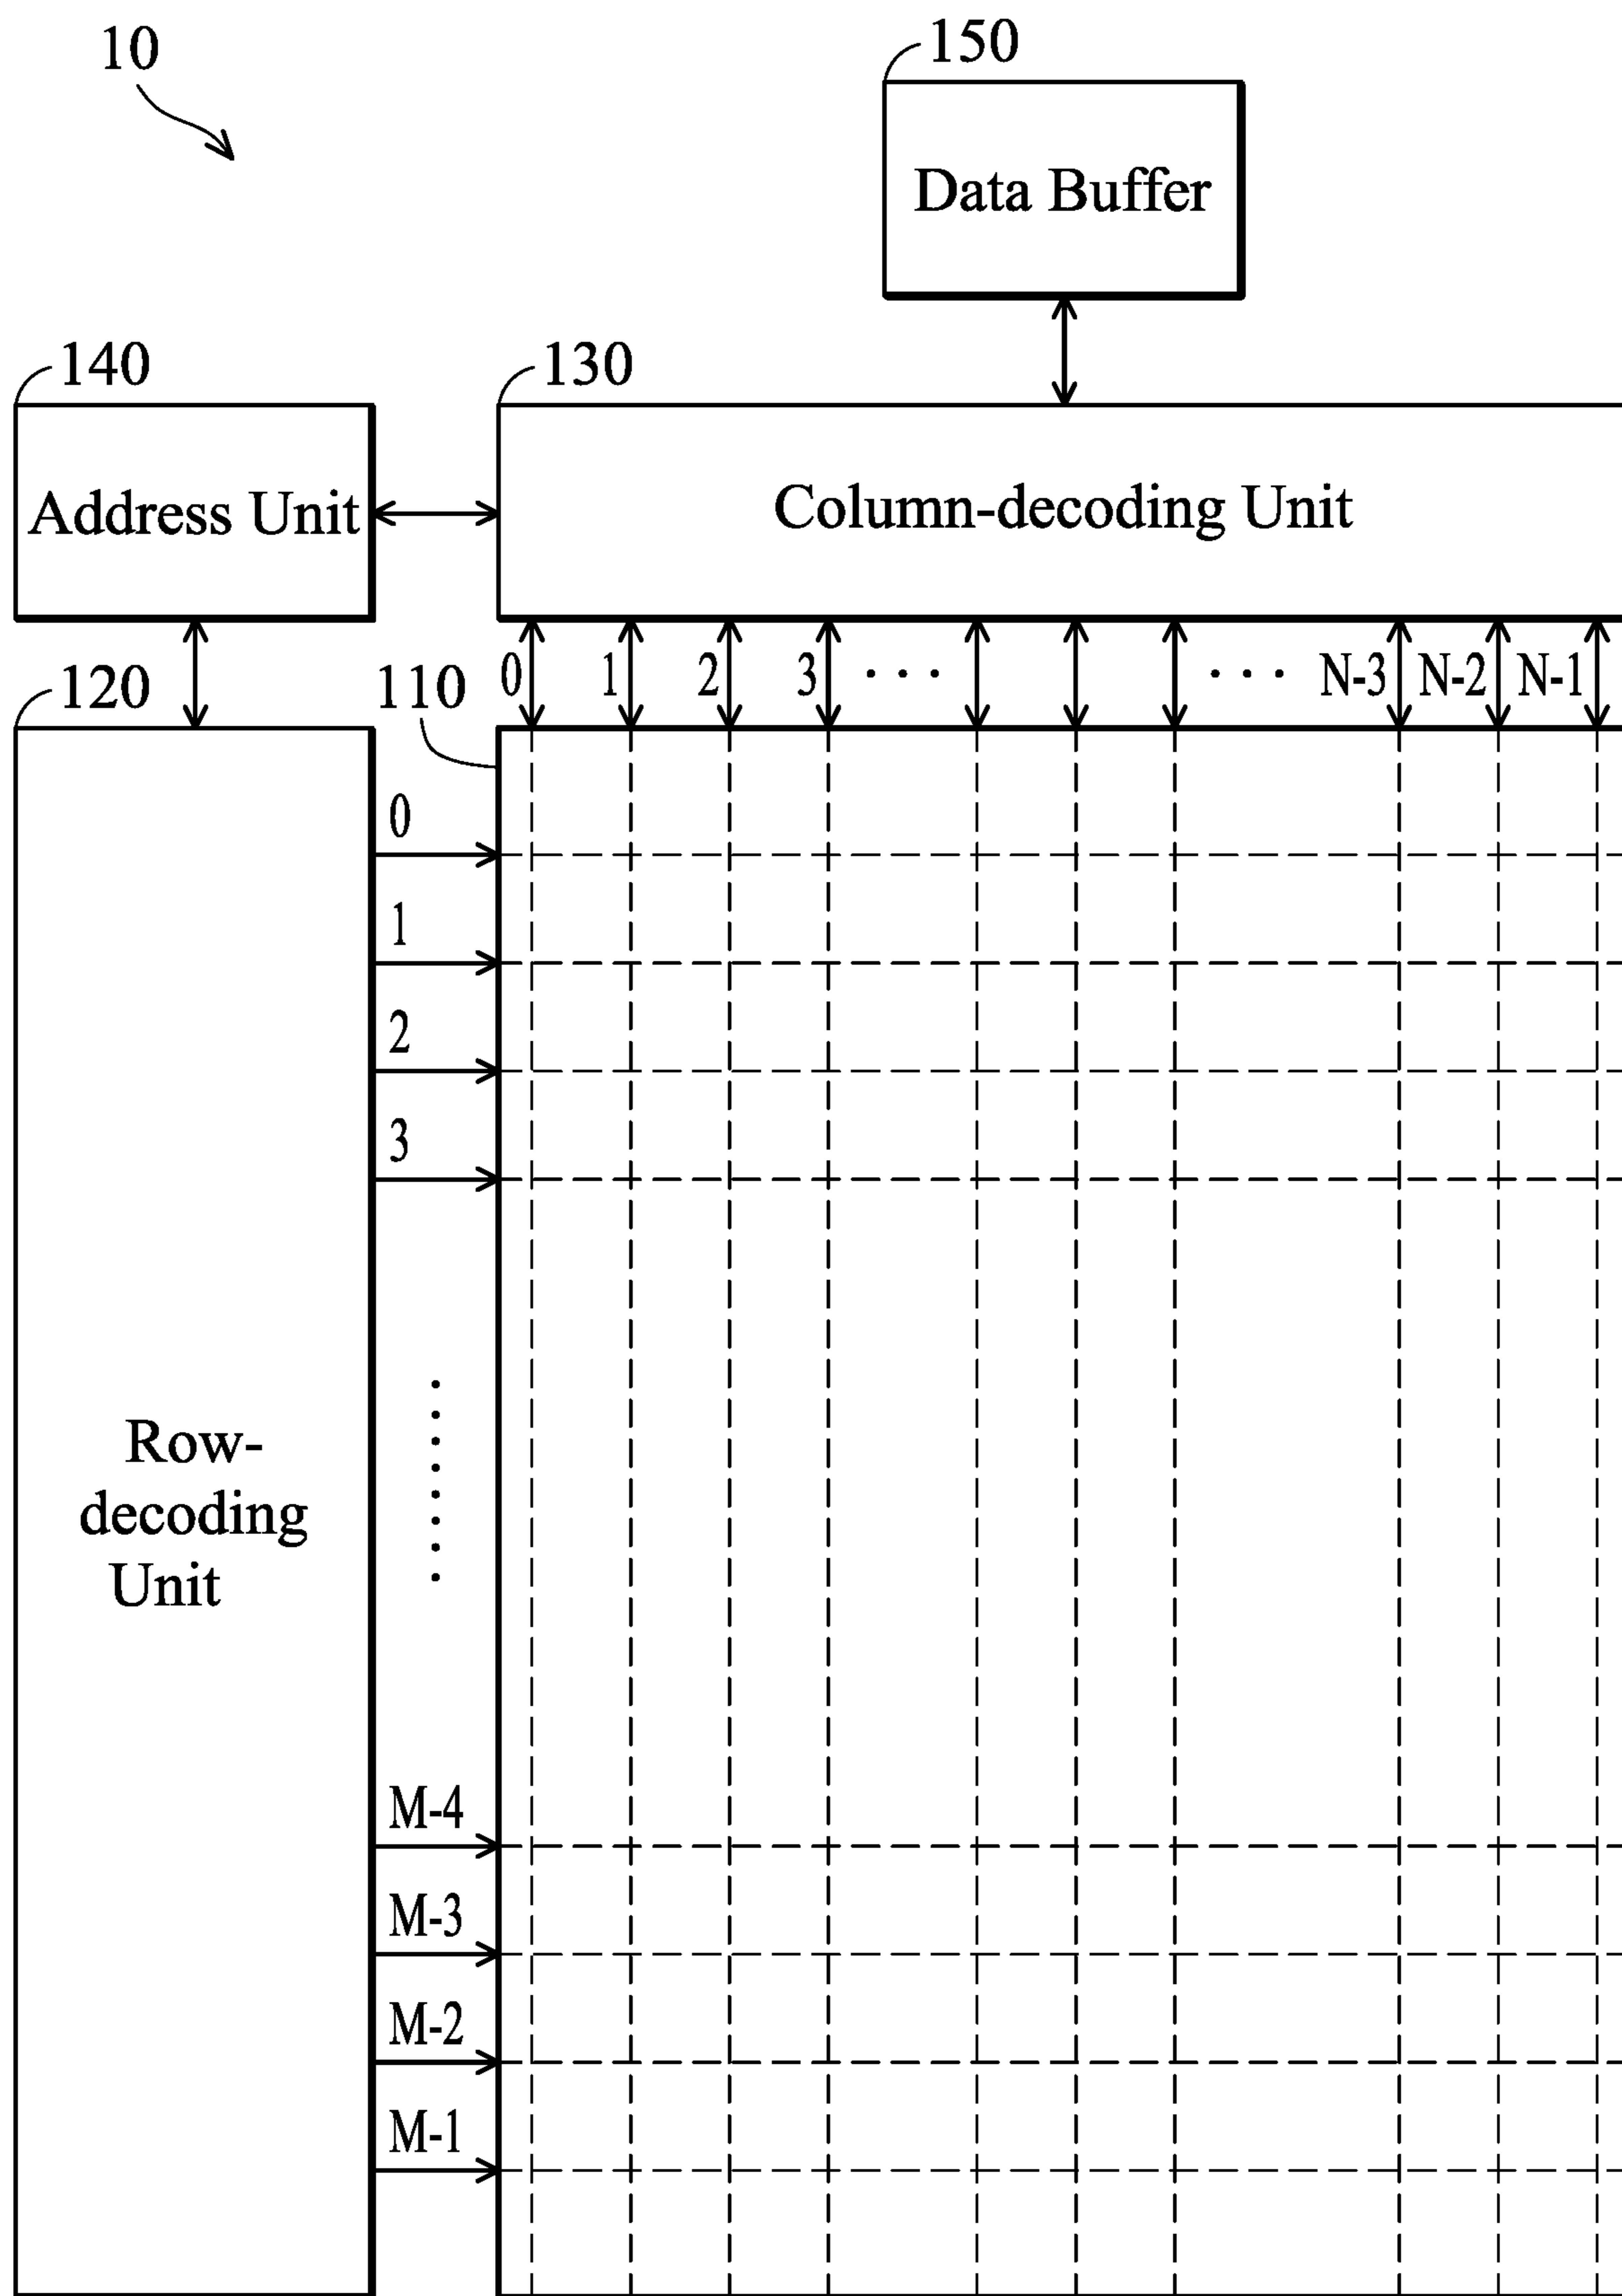 10
150
Data Buffer
140
130
Address Unit
Column-decoding Unit
120
110
0 1 2 3 ··· ··· N-3 N-2 N-1
0
1
2
3
Row-
decoding
Unit
M-4
M-3
M-2
M-1